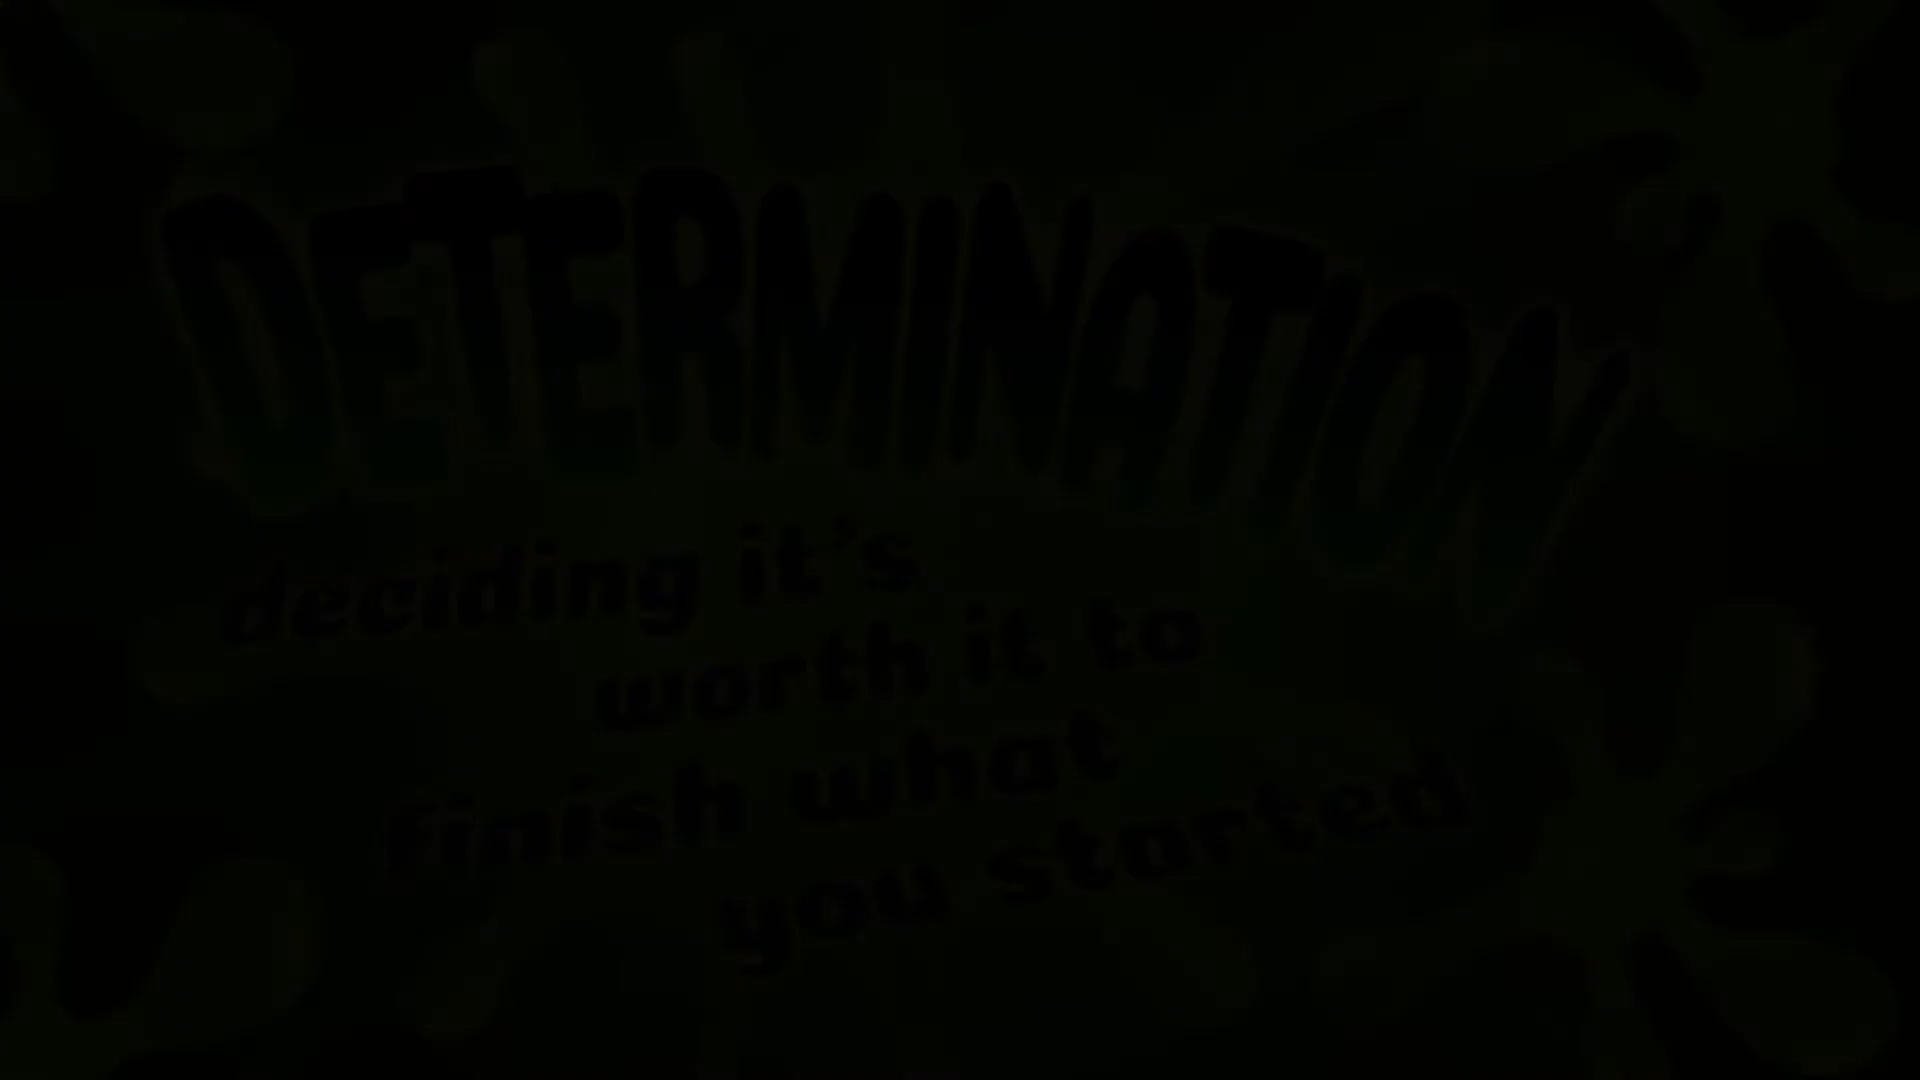 DETERMINATION
deciding it's
worth it to
finish what
you started